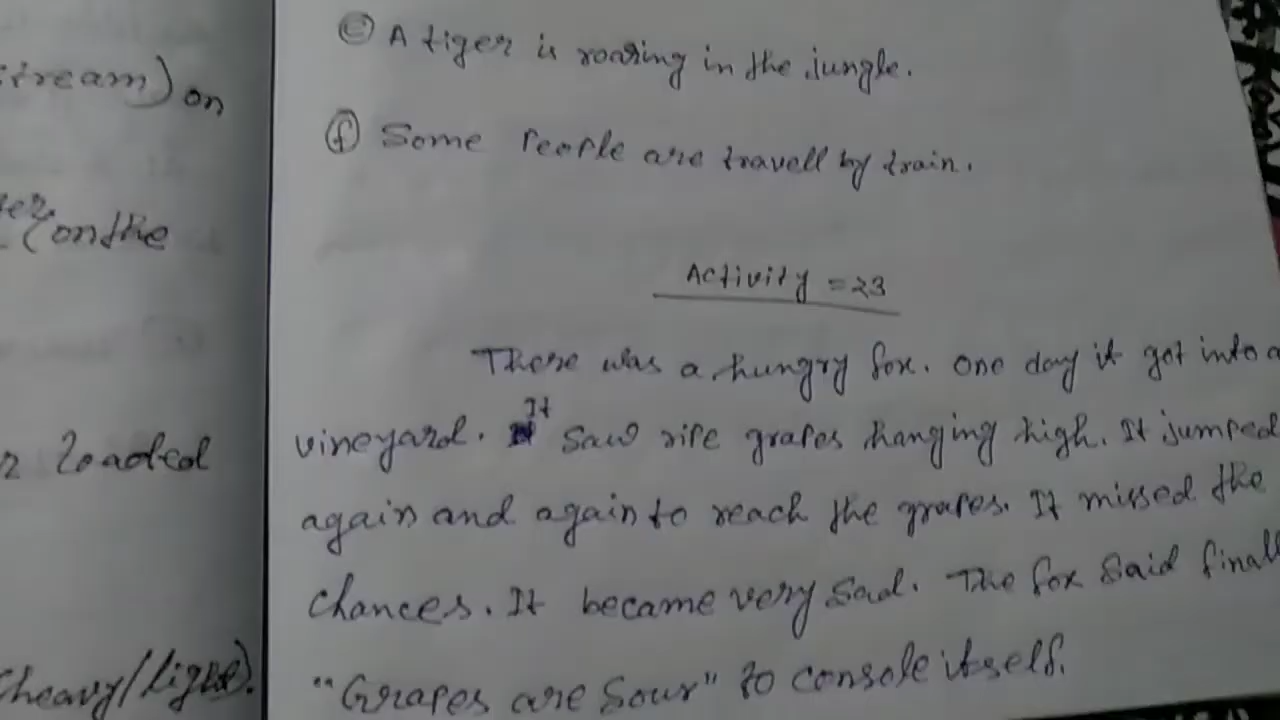 stream) on
on the
loaded
(heavy/light).
(e) A tiger is roaring in the jungle.
(f) Some People are travell by train.
Activity = 23
There was a hungry fox. One day it got into a
vineyard. It saw ripe grapes hanging high. It jumped
again and again to reach the grapes. It missed the
chances. It became very sad. The fox said
"Grapes are sour" to console itself.